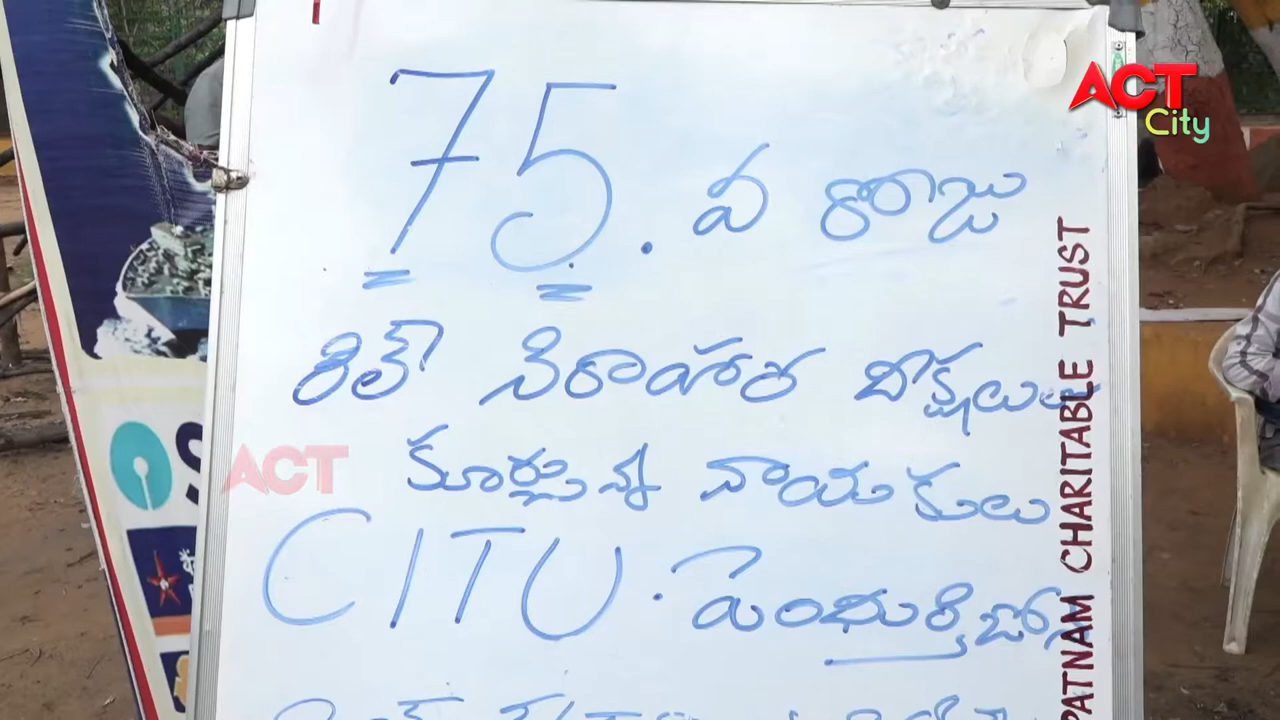 ACT
City
75. వ రోజు
రిలే నిరాహార దీక్షలు
కూర్చున్న నాయకులు
ACT
CITU. పెందుర్తి జోన్
PATNAM CHARITABLE TRUST